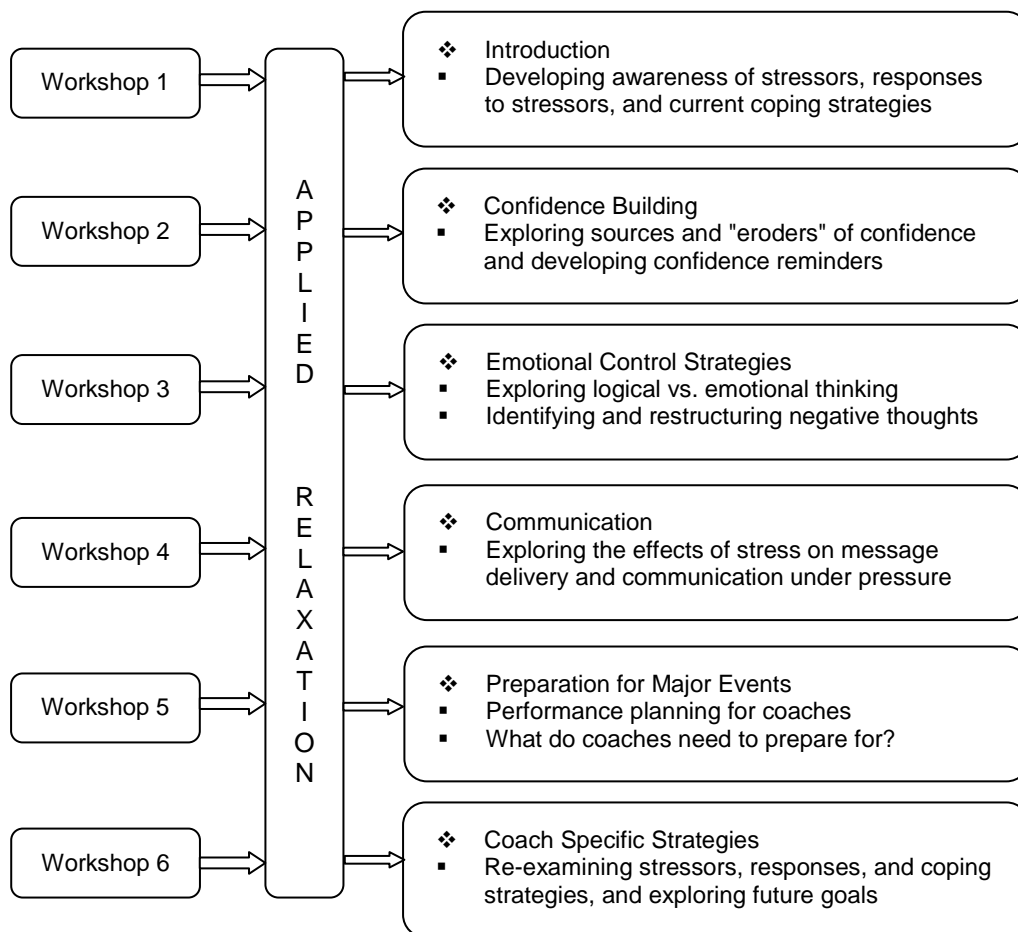 Workshop 1
❖ Introduction
▪ Developing awareness of stressors, responses
to stressors, and current coping strategies
Workshop 2
❖ Confidence Building
▪ Exploring sources and "eroders" of confidence
and developing confidence reminders
Workshop 3
❖ Emotional Control Strategies
▪ Exploring logical vs. emotional thinking
▪ Identifying and restructuring negative thoughts
Workshop 4
❖ Communication
▪ Exploring the effects of stress on message
delivery and communication under pressure
Workshop 5
❖ Preparation for Major Events
▪ Performance planning for coaches
▪ What do coaches need to prepare for?
Workshop 6
❖ Coach Specific Strategies
▪ Re-examining stressors, responses, and coping
strategies, and exploring future goals
APPLIED
RELAXATION